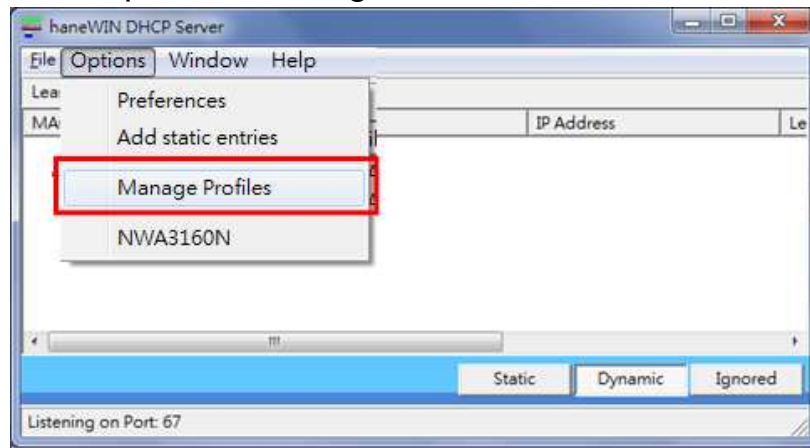 haneWIN DHCP Server
File Options Window Help
Preferences
Add static entries
Manage Profiles
NWA3160N
IP Address
Static Dynamic Ignored
Listening on Port: 67